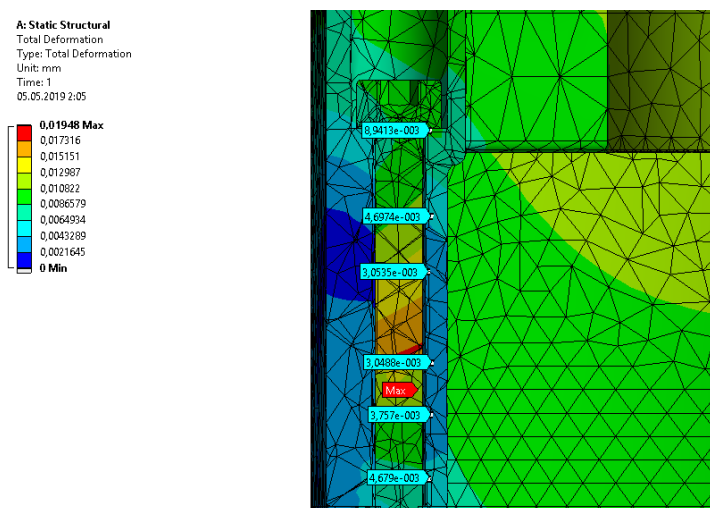 A: Static Structural
Total Deformation
Type: Total Deformation
Unit: mm
Time: 1
05.05.2019 2:05
0,01948 Max
0,017316
0,015151
0,012987
0,010822
0,0086579
0,0064934
0,0043289
0,0021645
0 Min
8,9413e-003
4,6974e-003
3,0535e-003
3,0488e-003
Max
3,757e-003
4,679e-003